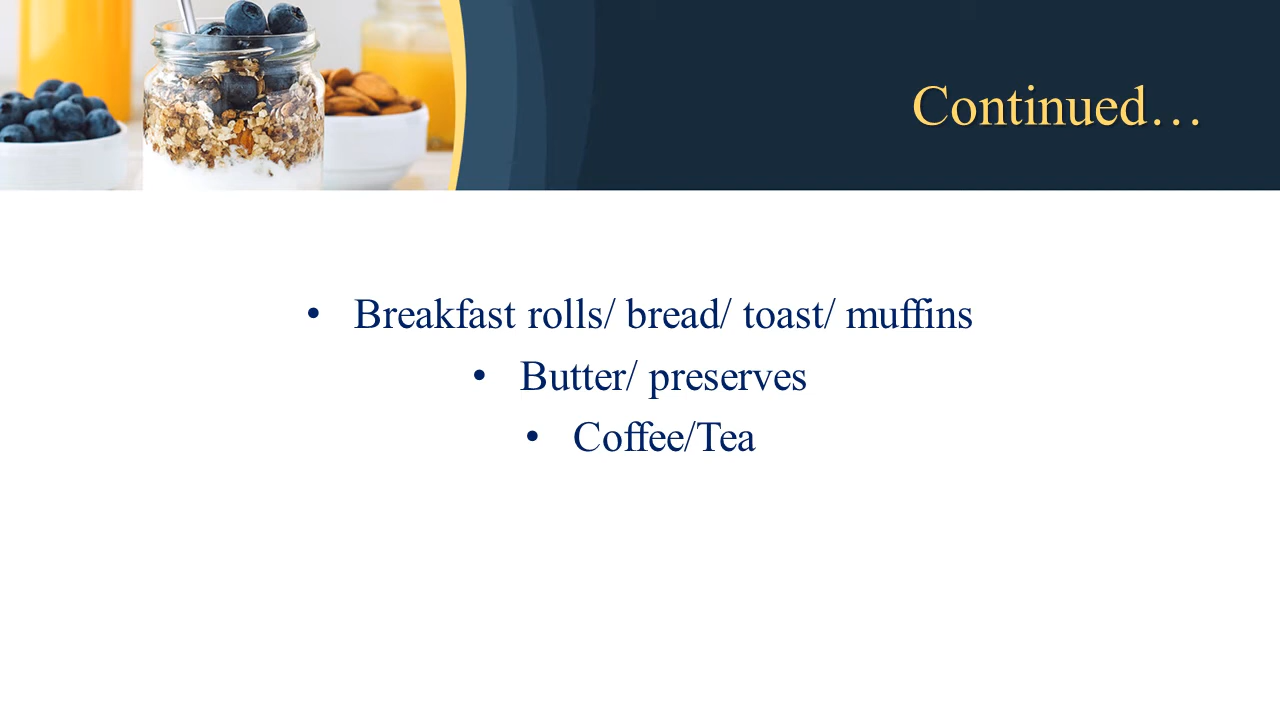 Continued…
• Breakfast rolls/ bread/ toast/ muffins
• Butter/ preserves
• Coffee/Tea